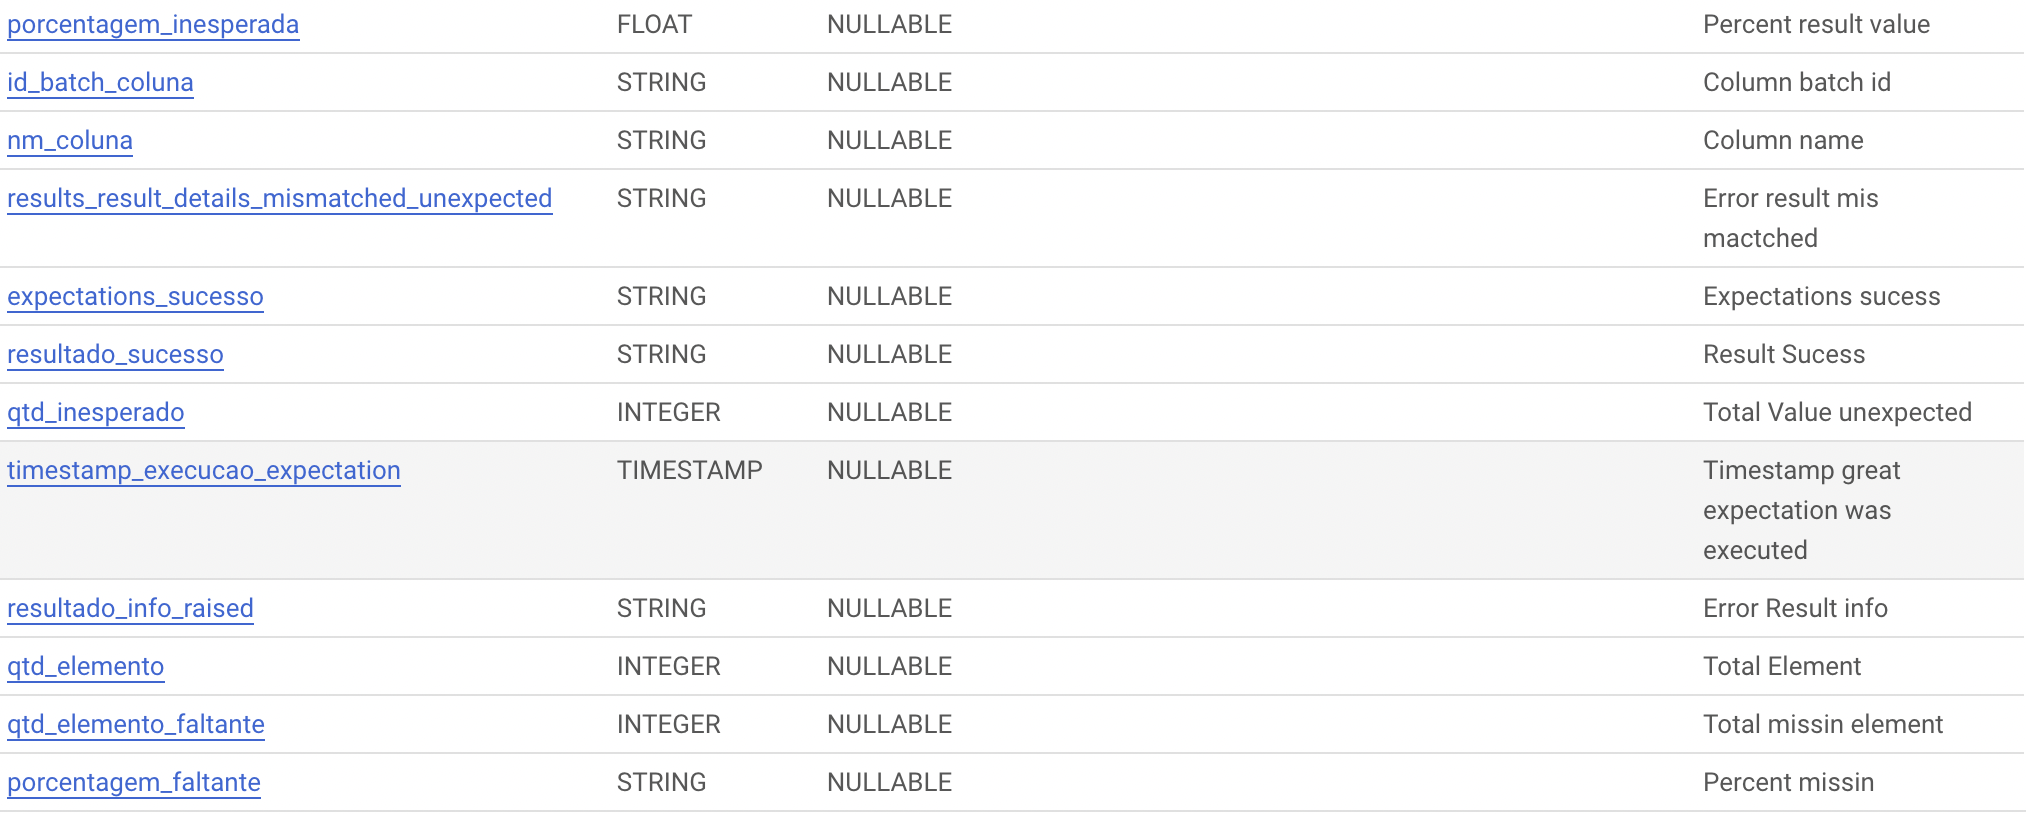 porcentagem_inesperada FLOAT NULLABLE Percent result value
id_batch_coluna STRING NULLABLE Column batch id
nm_coluna STRING NULLABLE Column name
results_result_details_mismatched_unexpected STRING NULLABLE Error result mis
mactched
expectations_sucesso STRING NULLABLE Expectations sucess
resultado_sucesso STRING NULLABLE Result Sucess
qtd_inesperado INTEGER NULLABLE Total Value unexpected
timestamp_execucao_expectation TIMESTAMP NULLABLE Timestamp great
expectation was
executed
resultado_info_raised STRING NULLABLE Error Result info
qtd_elemento INTEGER NULLABLE Total Element
qtd_elemento_faltante INTEGER NULLABLE Total missin element
porcentagem_faltante STRING NULLABLE Percent missin